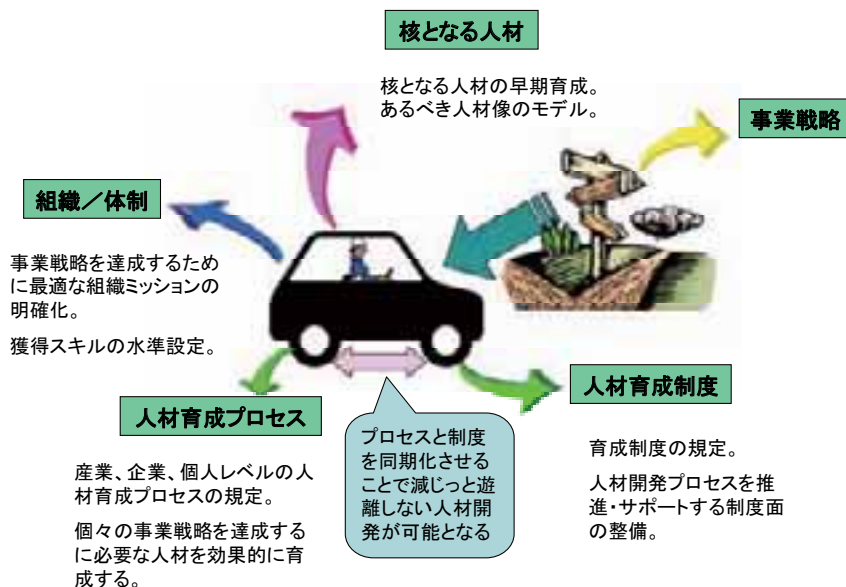 核となる人材
核となる人材の早期育成。
あるべき人材像のモデル。
事業戦略
組織／体制
事業戦略を達成するため
に最適な組織ミッションの
明確化。
獲得スキルの水準設定。
人材育成プロセス
産業、企業、個人レベルの人
材育成プロセスの規定。
個々の事業戦略を達成する
に必要な人材を効果的に育
成する。
プロセスと制度
を同期化させる
ことで減じっと遊
離しない人材開
発が可能となる
人材育成制度
育成制度の規定。
人材開発プロセスを推
進・サポートする制度面
の整備。